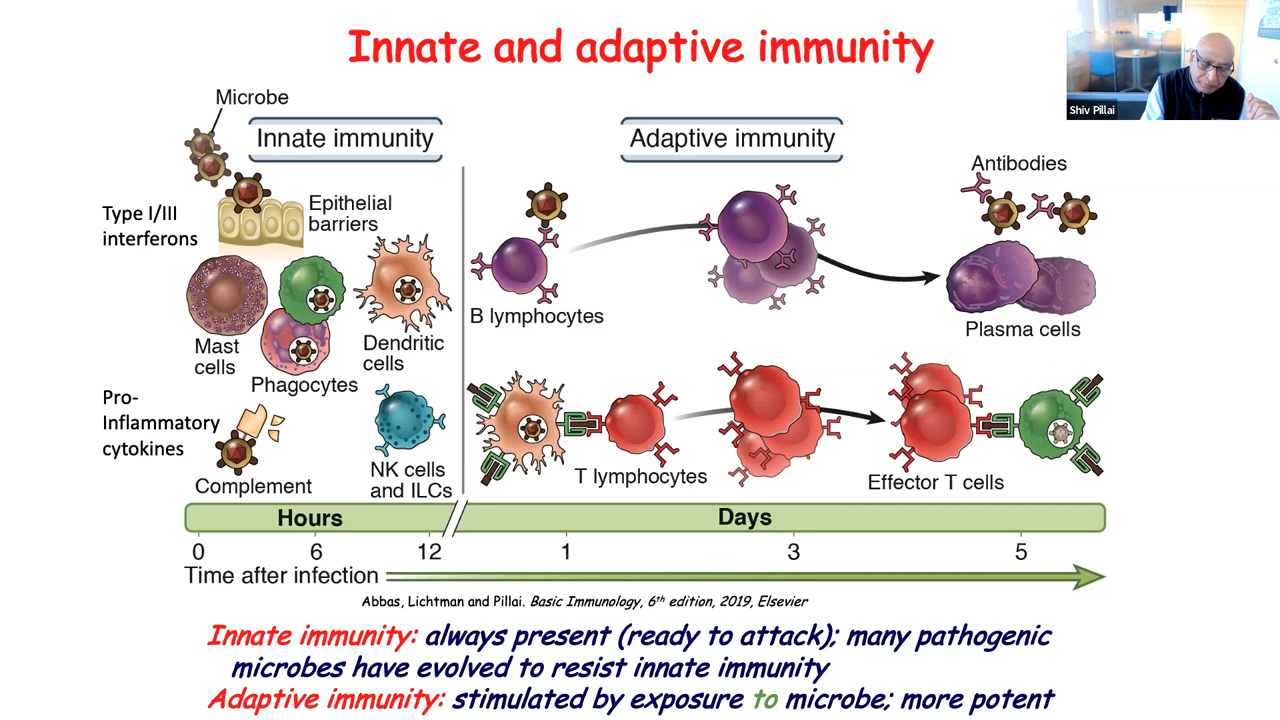 Innate and adaptive immunity
Shiv Pillai
Microbe
Innate immunity
Adaptive immunity
Antibodies
Type I/III
interferons
Epithelial
barriers
B lymphocytes
Plasma cells
Mast
cells
Dendritic
cells
Phagocytes
Pro-
Inflammatory
cytokines
NK cells
and ILCs
Complement
T lymphocytes
Effector T cells
Hours
Days
0 6 12 1 3 5
Time after infection
Abbas, Lichtman and Pillai. Basic Immunology, 6th edition, 2019, Elsevier
Innate immunity: always present (ready to attack); many pathogenic
microbes have evolved to resist innate immunity
Adaptive immunity: stimulated by exposure to microbe; more potent